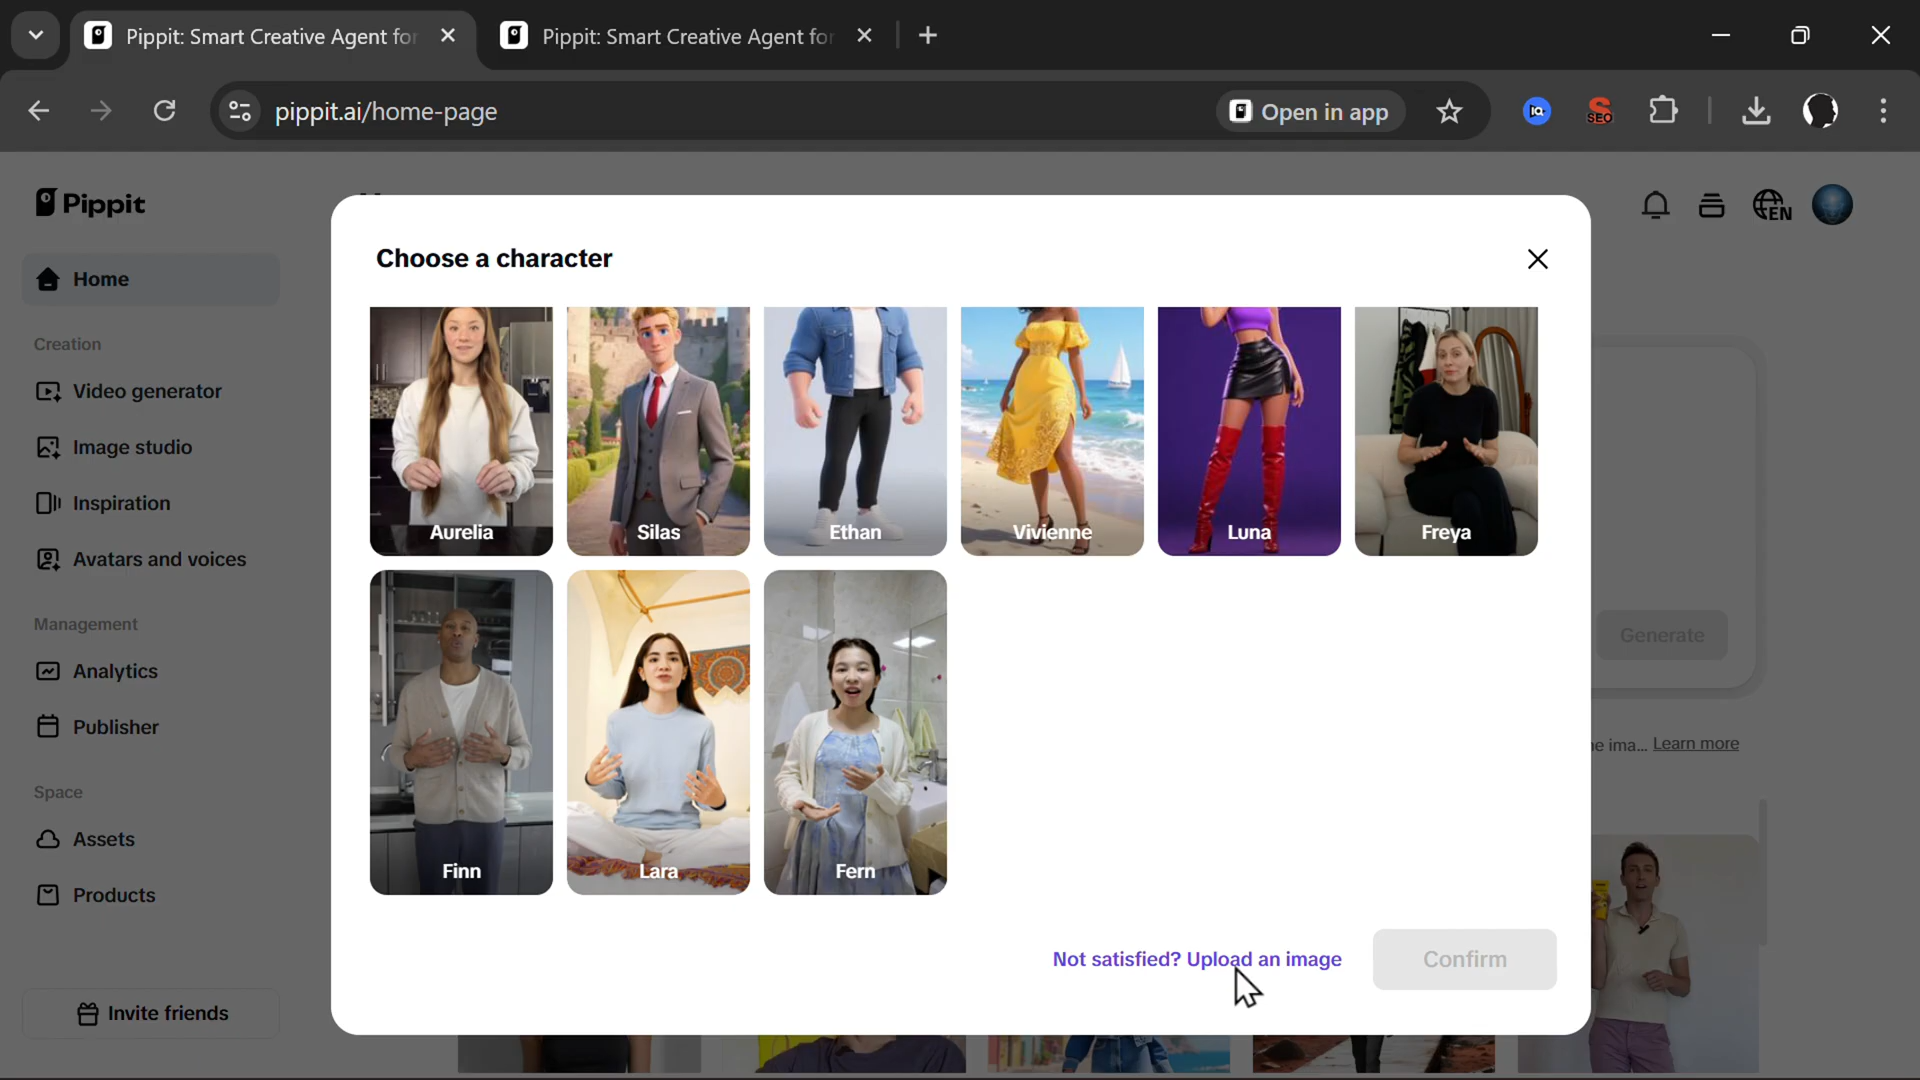 Pippit: Smart Creative Agent for
Pippit: Smart Creative Agent for
pippit.ai/home-page
Open in app
IQ
SEO
Pippit
EN
Home
Creation
Video generator
Image studio
Inspiration
Avatars and voices
Management
Analytics
Publisher
Space
Assets
Products
Invite friends
Choose a character
Aurelia
Silas
Ethan
Vivienne
Luna
Freya
Finn
Lara
Fern
Not satisfied? Upload an image
Confirm
Generate
ima... Learn more